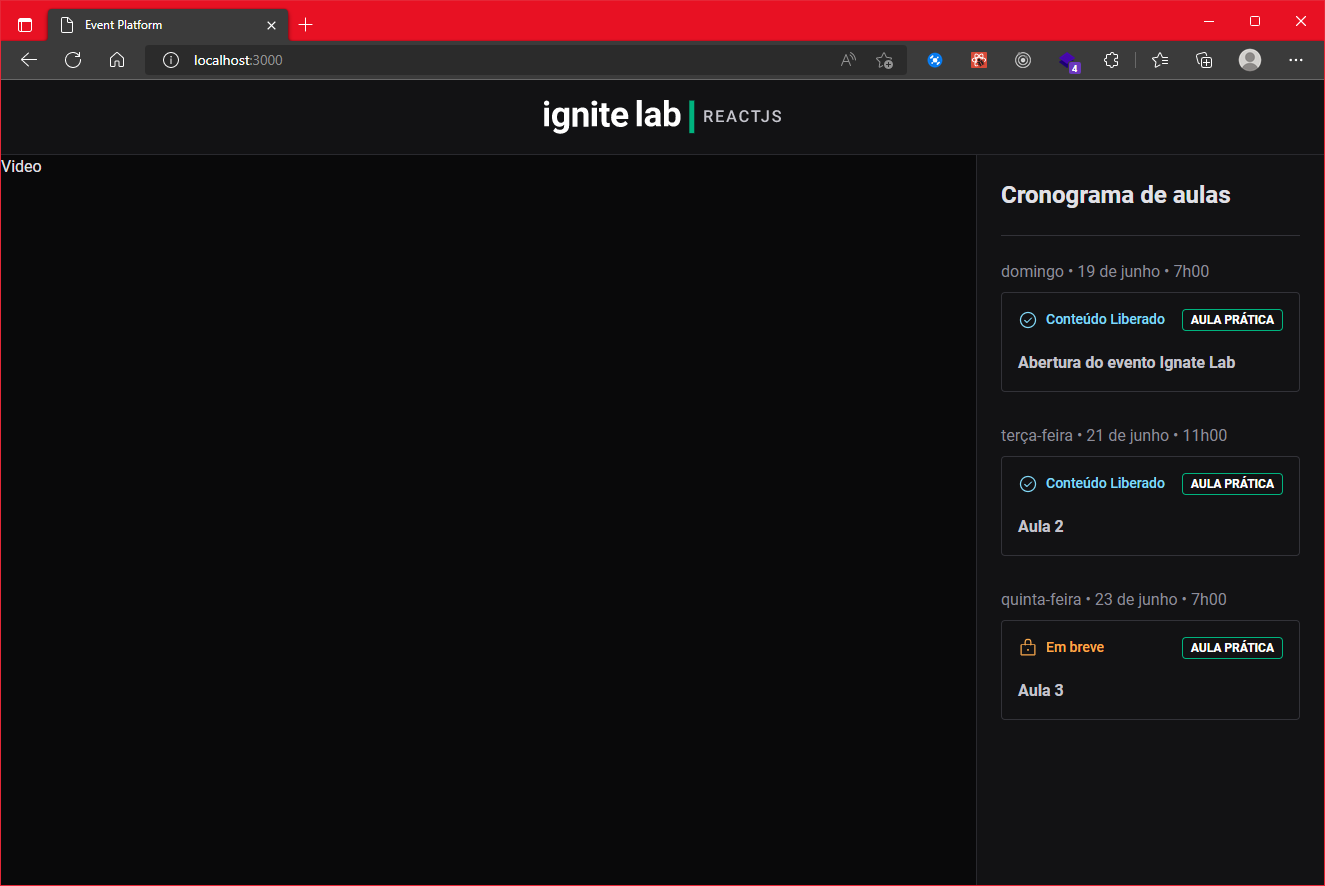 Event Platform
localhost:3000
4
ignite lab | REACTJS
Video
Cronograma de aulas
domingo • 19 de junho • 7h00
Conteúdo Liberado AULA PRÁTICA
Abertura do evento Ignate Lab
terça-feira • 21 de junho • 11h00
Conteúdo Liberado AULA PRÁTICA
Aula 2
quinta-feira • 23 de junho • 7h00
Em breve AULA PRÁTICA
Aula 3